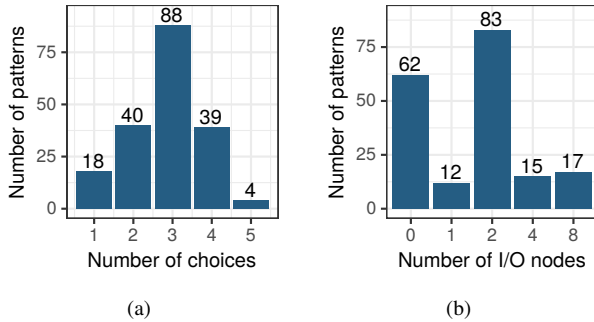 Number of patterns
75
50
25
0
18
40
88
39
4
1 2 3 4 5
Number of choices
(a)
Number of patterns
75
50
25
0
62
12
83
15
17
0 1 2 4 8
Number of I/O nodes
(b)